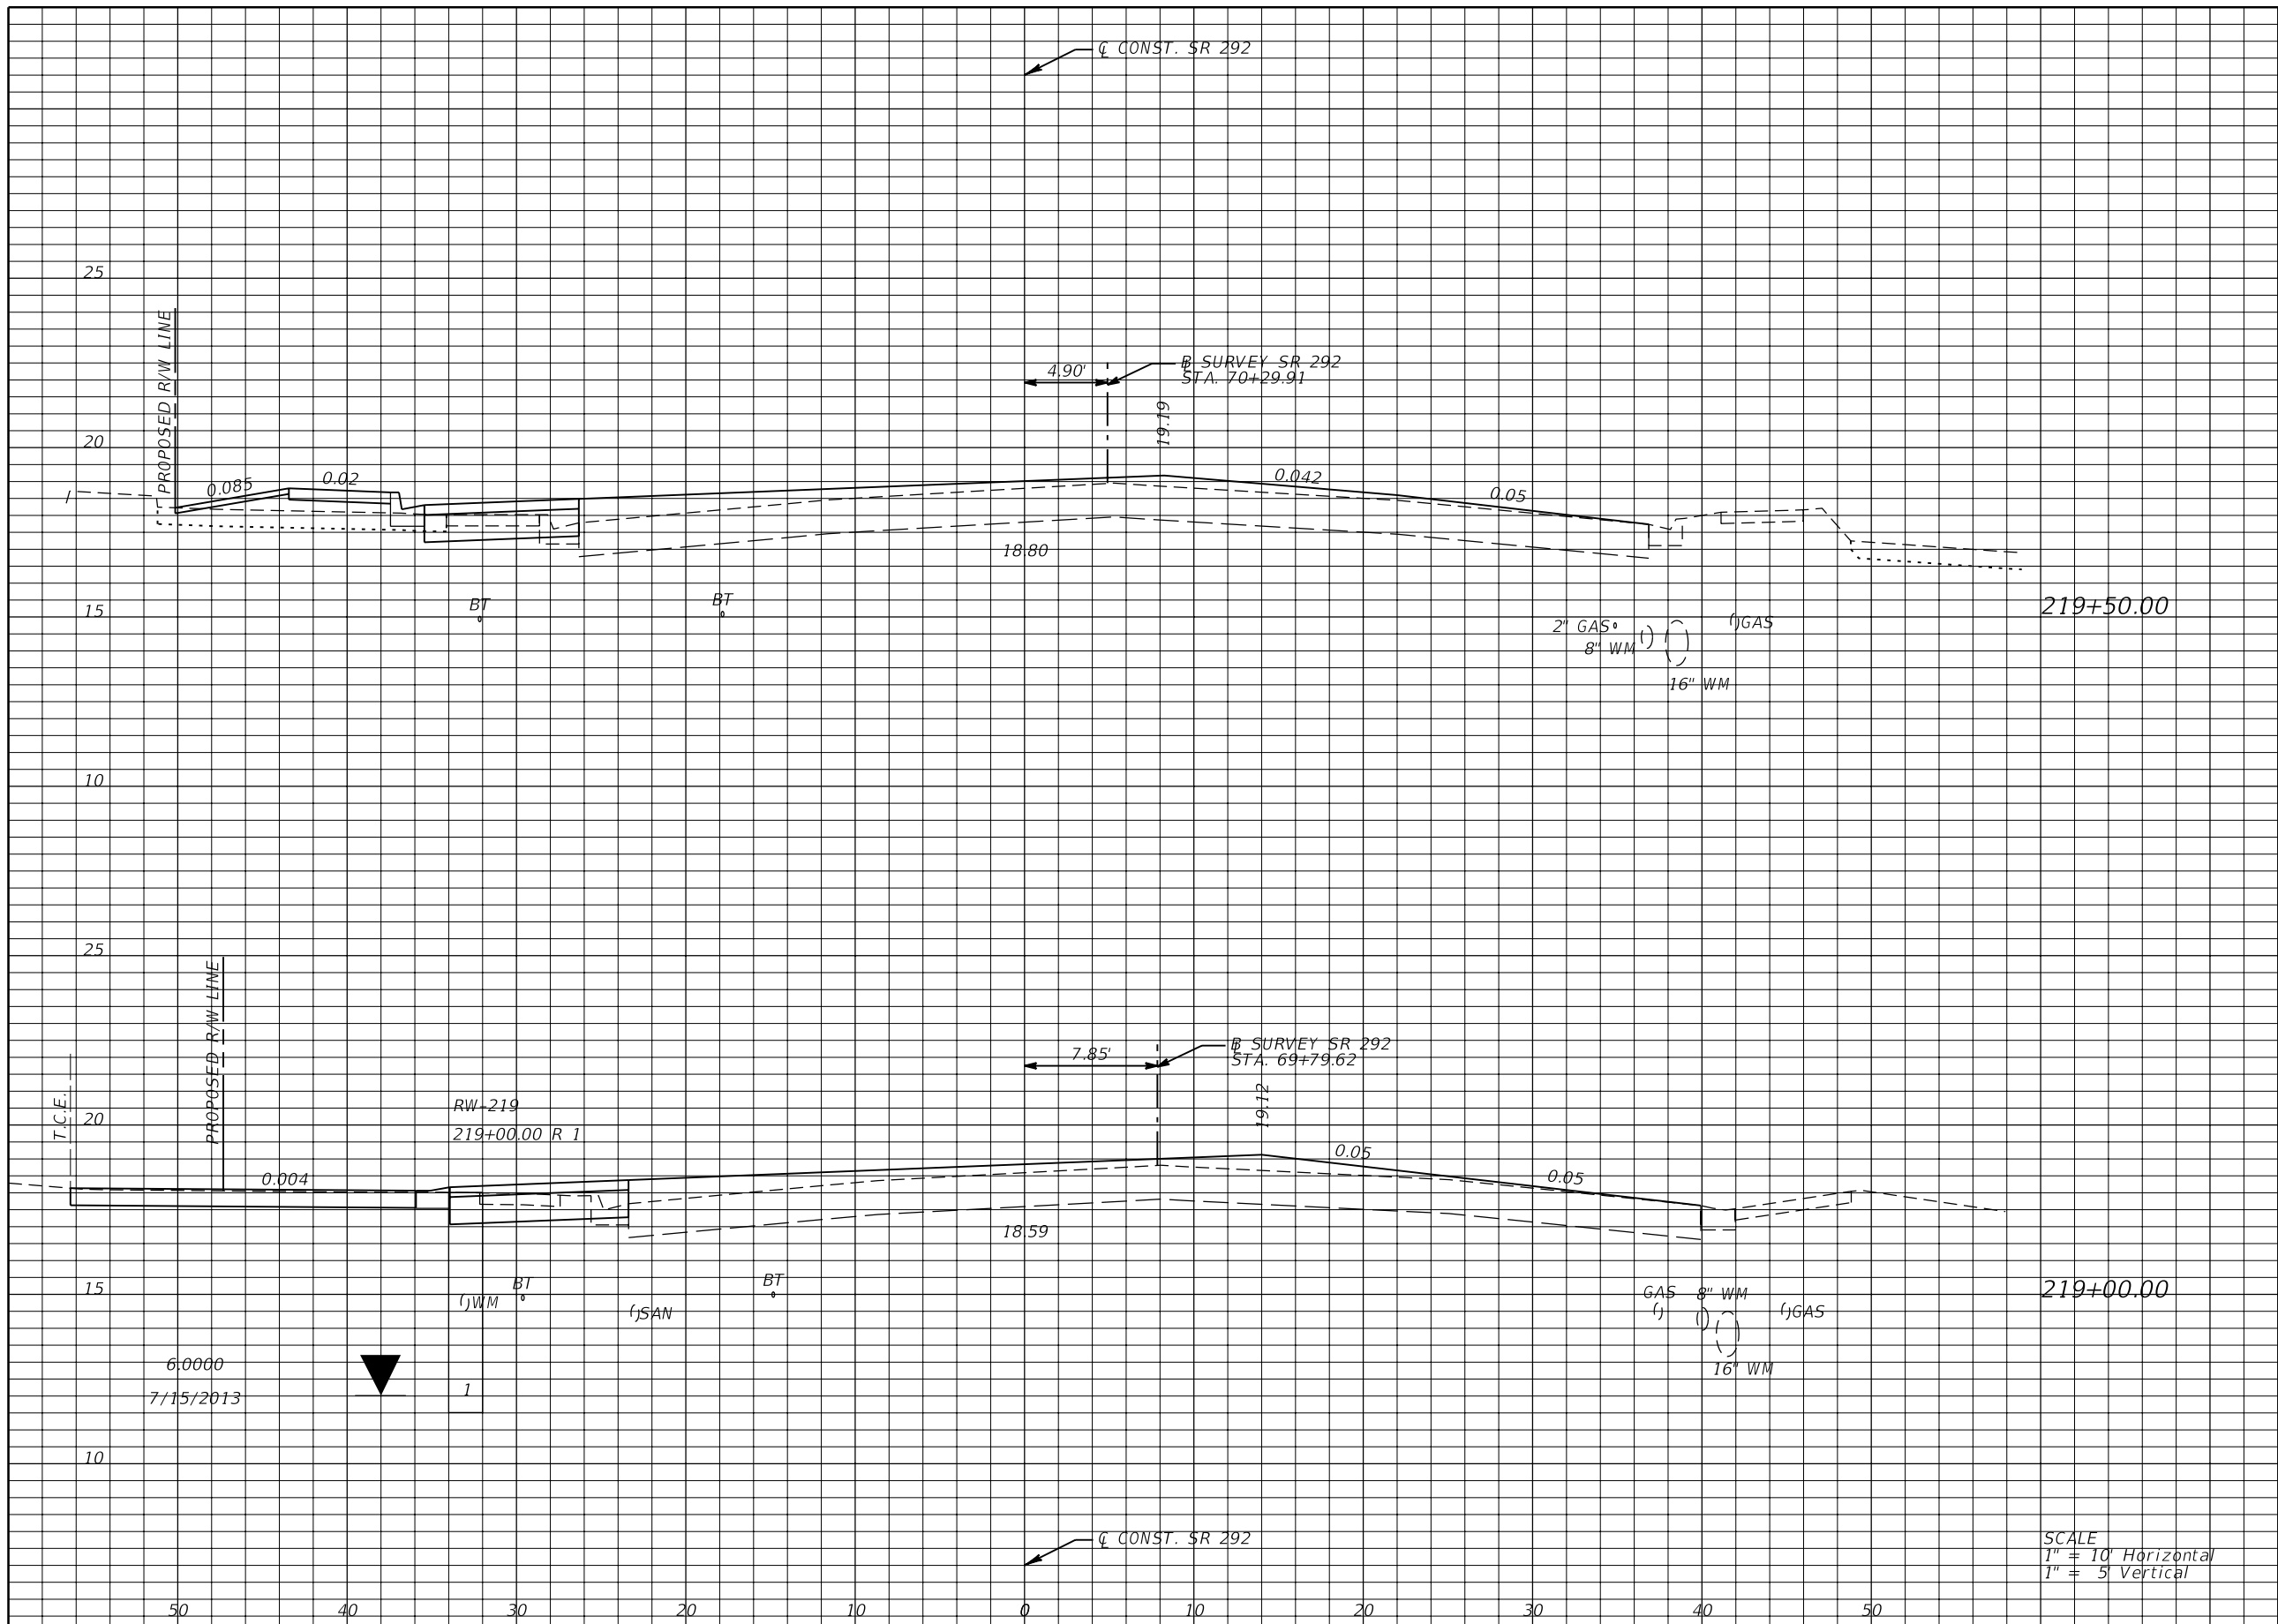 ℄ CONST. SR 292
25
PROPOSED R/W LINE
4.90'
℄ SURVEY SR 292
STA. 70+29.91
19.19
20
0.085
0.02
0.042
0.05
18.80
BT
BT
15
2" GAS
8" WM
16" WM
GAS
219+50.00
10
25
PROPOSED R/W LINE
7.85'
℄ SURVEY SR 292
STA. 69+79.62
19.12
T.C.E.
20
RW-219
219+00.00 R 1
0.004
0.05
0.05
18.59
15
WM
BT
SAN
BT
GAS
8" WM
GAS
16" WM
219+00.00
6.0000
7/15/2013
1
10
℄ CONST. SR 292
SCALE
1" = 10' Horizontal
1" = 5' Vertical
50 40 30 20 10 0 10 20 30 40 50